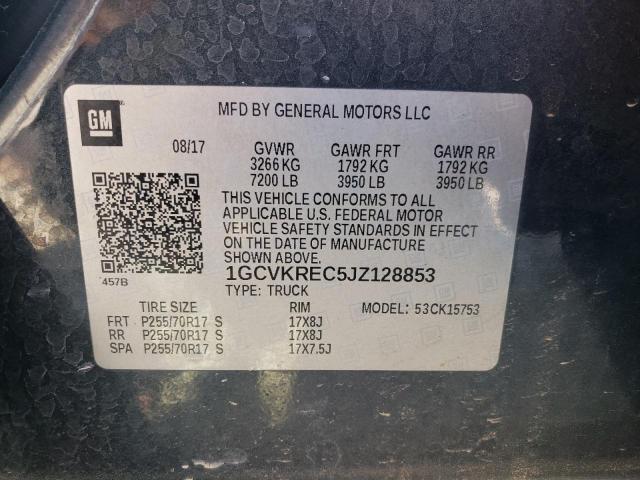 GM
MFD BY GENERAL MOTORS LLC
08/17 GVWR GAWR FRT GAWR RR
3266 KG 1792 KG 1792 KG
7200 LB 3950 LB 3950 LB
THIS VEHICLE CONFORMS TO ALL
APPLICABLE U.S. FEDERAL MOTOR
VEHICLE SAFETY STANDARDS IN EFFECT
ON THE DATE OF MANUFACTURE
SHOWN ABOVE.
457B 1GCVKREC5JZ128853
TYPE: TRUCK
TIRE SIZE RIM MODEL: 53CK15753
FRT P255/70R17 S 17X8J
RR P255/70R17 S 17X8J
SPA P255/70R17 S 17X7.5J